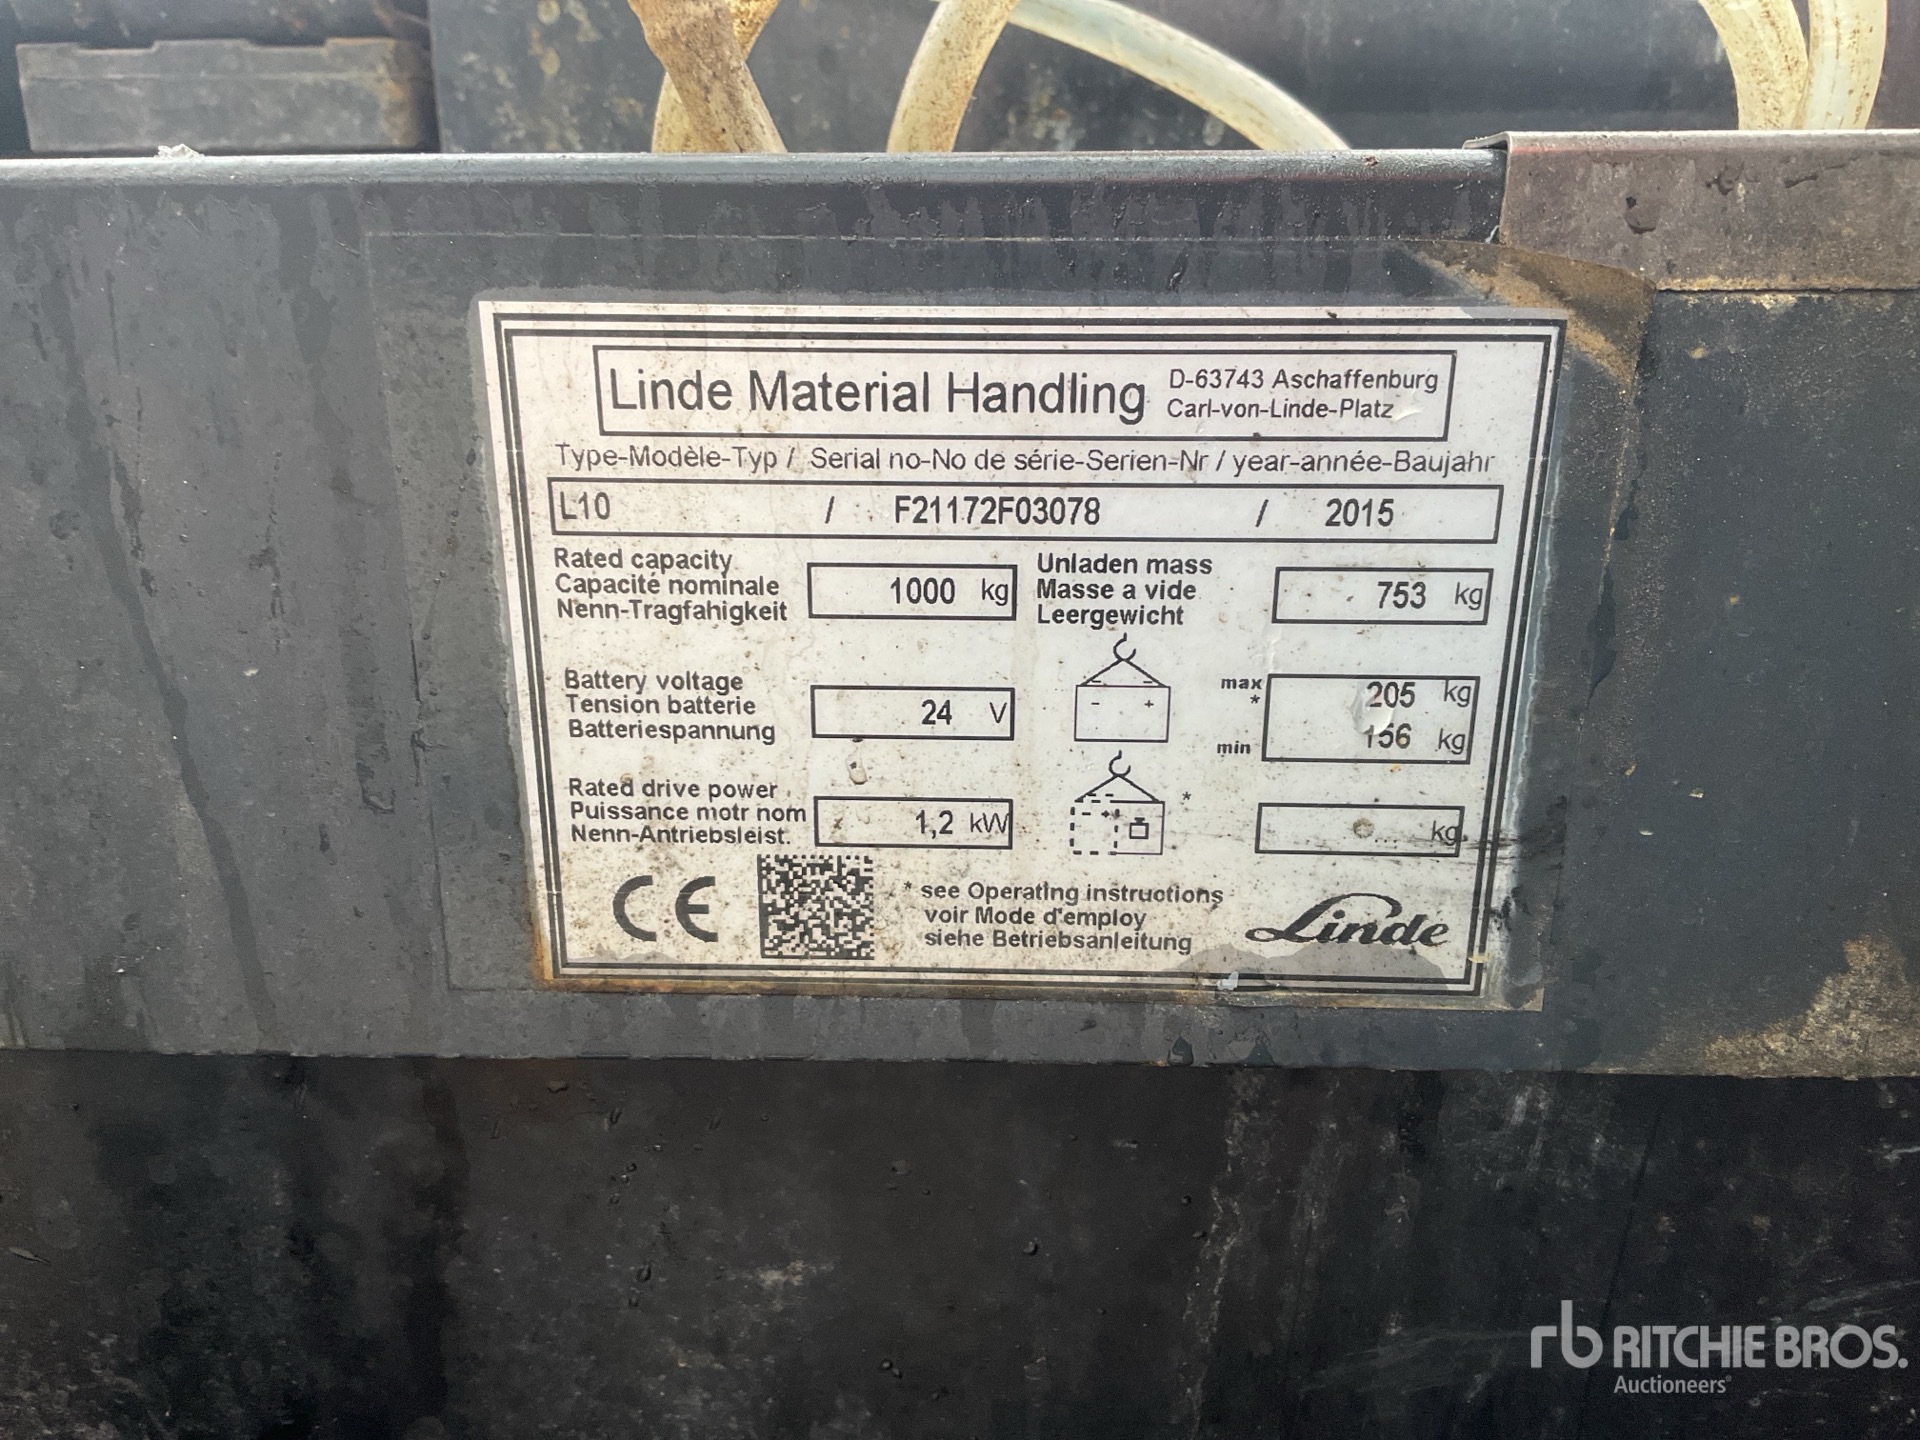 Linde Material Handling
D-63743 Aschaffenburg
Carl-von-Linde-Platz
Type-Modèle-Typ / Serial no-No de série-Serien-Nr / year-année-Baujahr
L10 / F21172F03078 / 2015
Rated capacity
Capacité nominale
Nenn-Tragfähigkeit
1000 kg
Unladen mass
Masse a vide
Leergewicht
753 kg
Battery voltage
Tension batterie
Batteriespannung
24 V
- +
max
*
205 kg
min
156 kg
Rated drive power
Puissance motr nom
Nenn-Antriebsleist.
1,2 kW
- +
*
... kg
CE
* see Operating instructions
voir Mode d'employ
siehe Betriebsanleitung
Linde
rb RITCHIE BROS.
Auctioneers